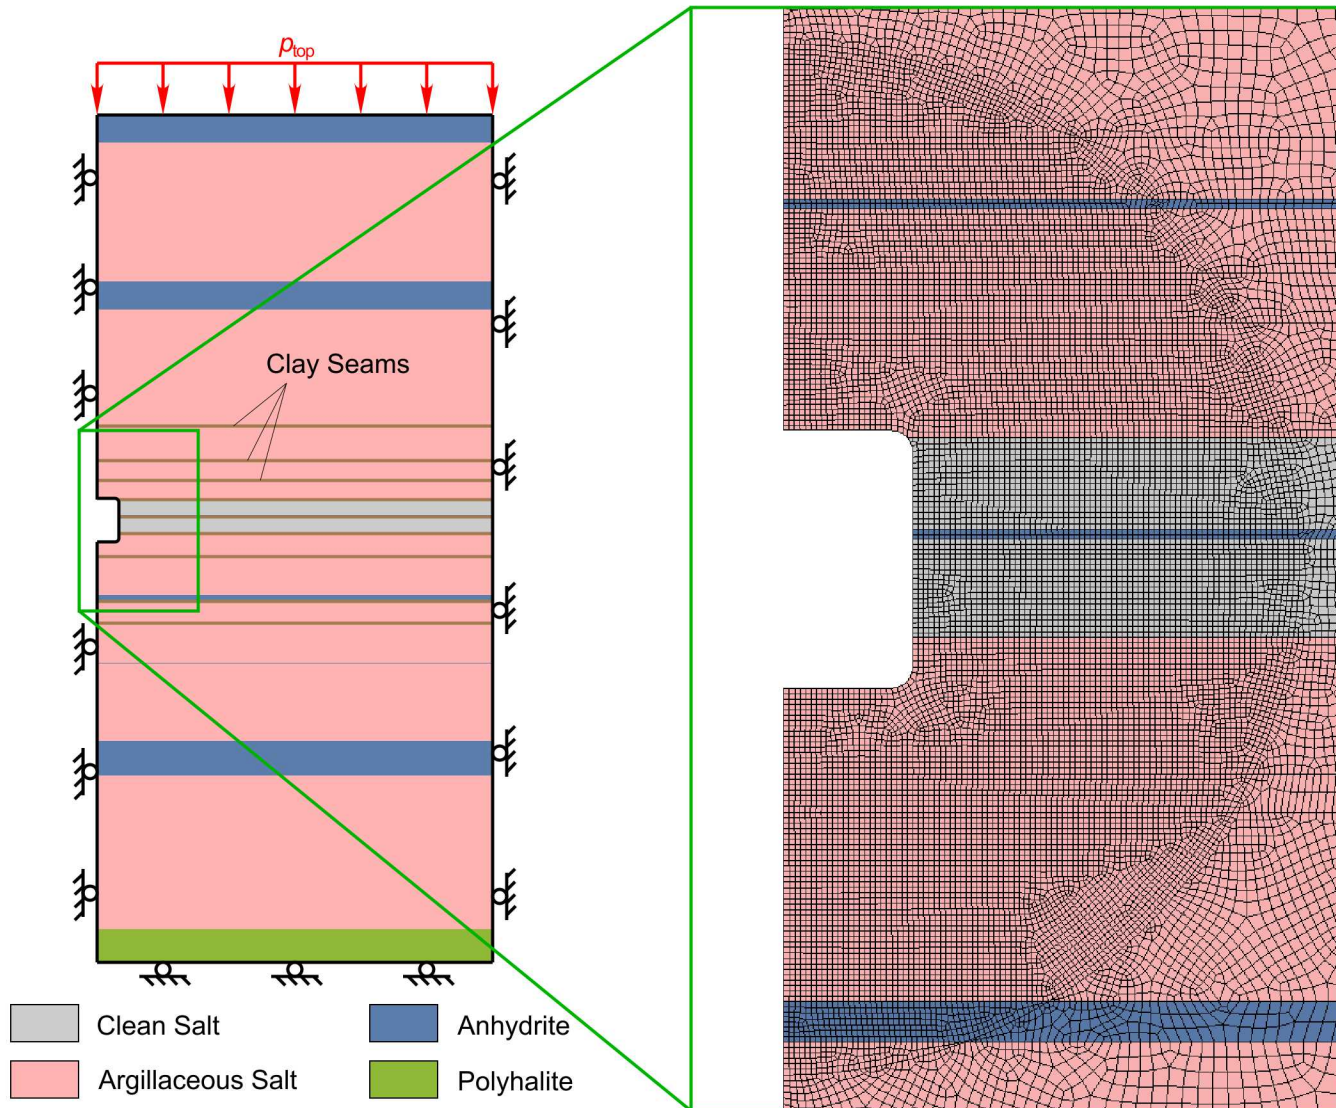 ptop
Clay Seams
Clean Salt
Anhydrite
Argillaceous Salt
Polyhalite